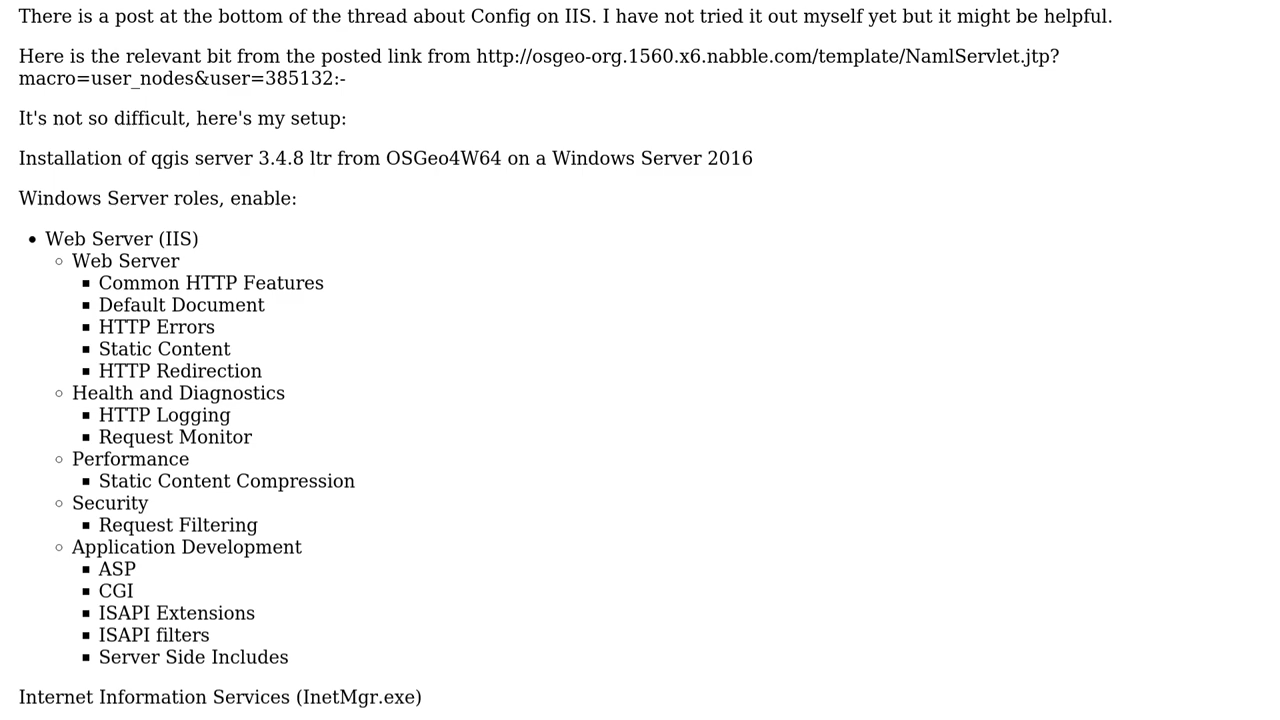 There is a post at the bottom of the thread about Config on IIS. I have not tried it out myself yet but it might be helpful.
Here is the relevant bit from the posted link from http://osgeo-org.1560.x6.nabble.com/template/NamlServlet.jtp?
macro=user_nodes&user=385132:-
It's not so difficult, here's my setup:
Installation of qgis server 3.4.8 ltr from OSGeo4W64 on a Windows Server 2016
Windows Server roles, enable:
Web Server (IIS)
Web Server
Common HTTP Features
Default Document
HTTP Errors
Static Content
HTTP Redirection
Health and Diagnostics
HTTP Logging
Request Monitor
Performance
Static Content Compression
Security
Request Filtering
Application Development
ASP
CGI
ISAPI Extensions
ISAPI filters
Server Side Includes
Internet Information Services (InetMgr.exe)